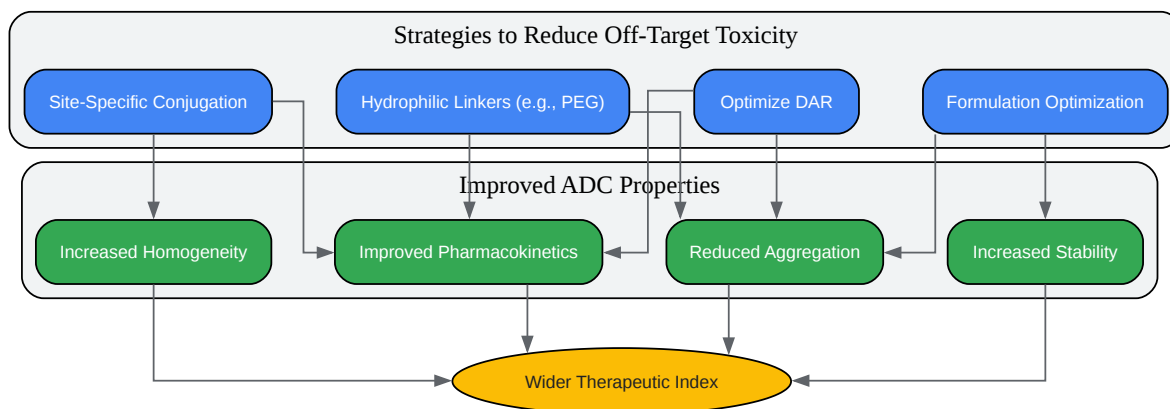 Strategies to Reduce Off-Target Toxicity
Site-Specific Conjugation
Hydrophilic Linkers (e.g., PEG)
Optimize DAR
Formulation Optimization
Improved ADC Properties
Increased Homogeneity
Improved Pharmacokinetics
Reduced Aggregation
Increased Stability
Wider Therapeutic Index